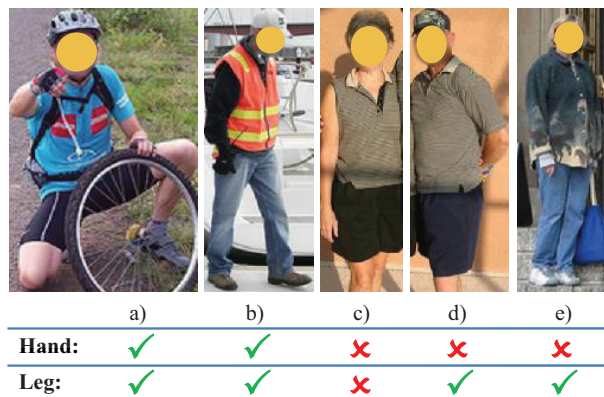 a) b) c) d) e)
Hand: ✓ ✓ ✗ ✗ ✗
Leg: ✓ ✓ ✗ ✓ ✓